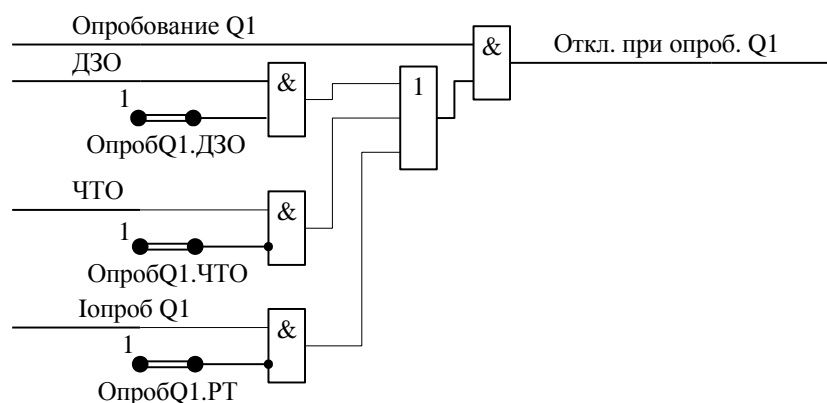 Опробование Q1
&
Откл. при опроб. Q1
ДЗО
&
1
1
ОпробQ1.ДЗО
ЧТО
&
1
ОпробQ1.ЧТО
Iопроб Q1
&
1
ОпробQ1.РТ